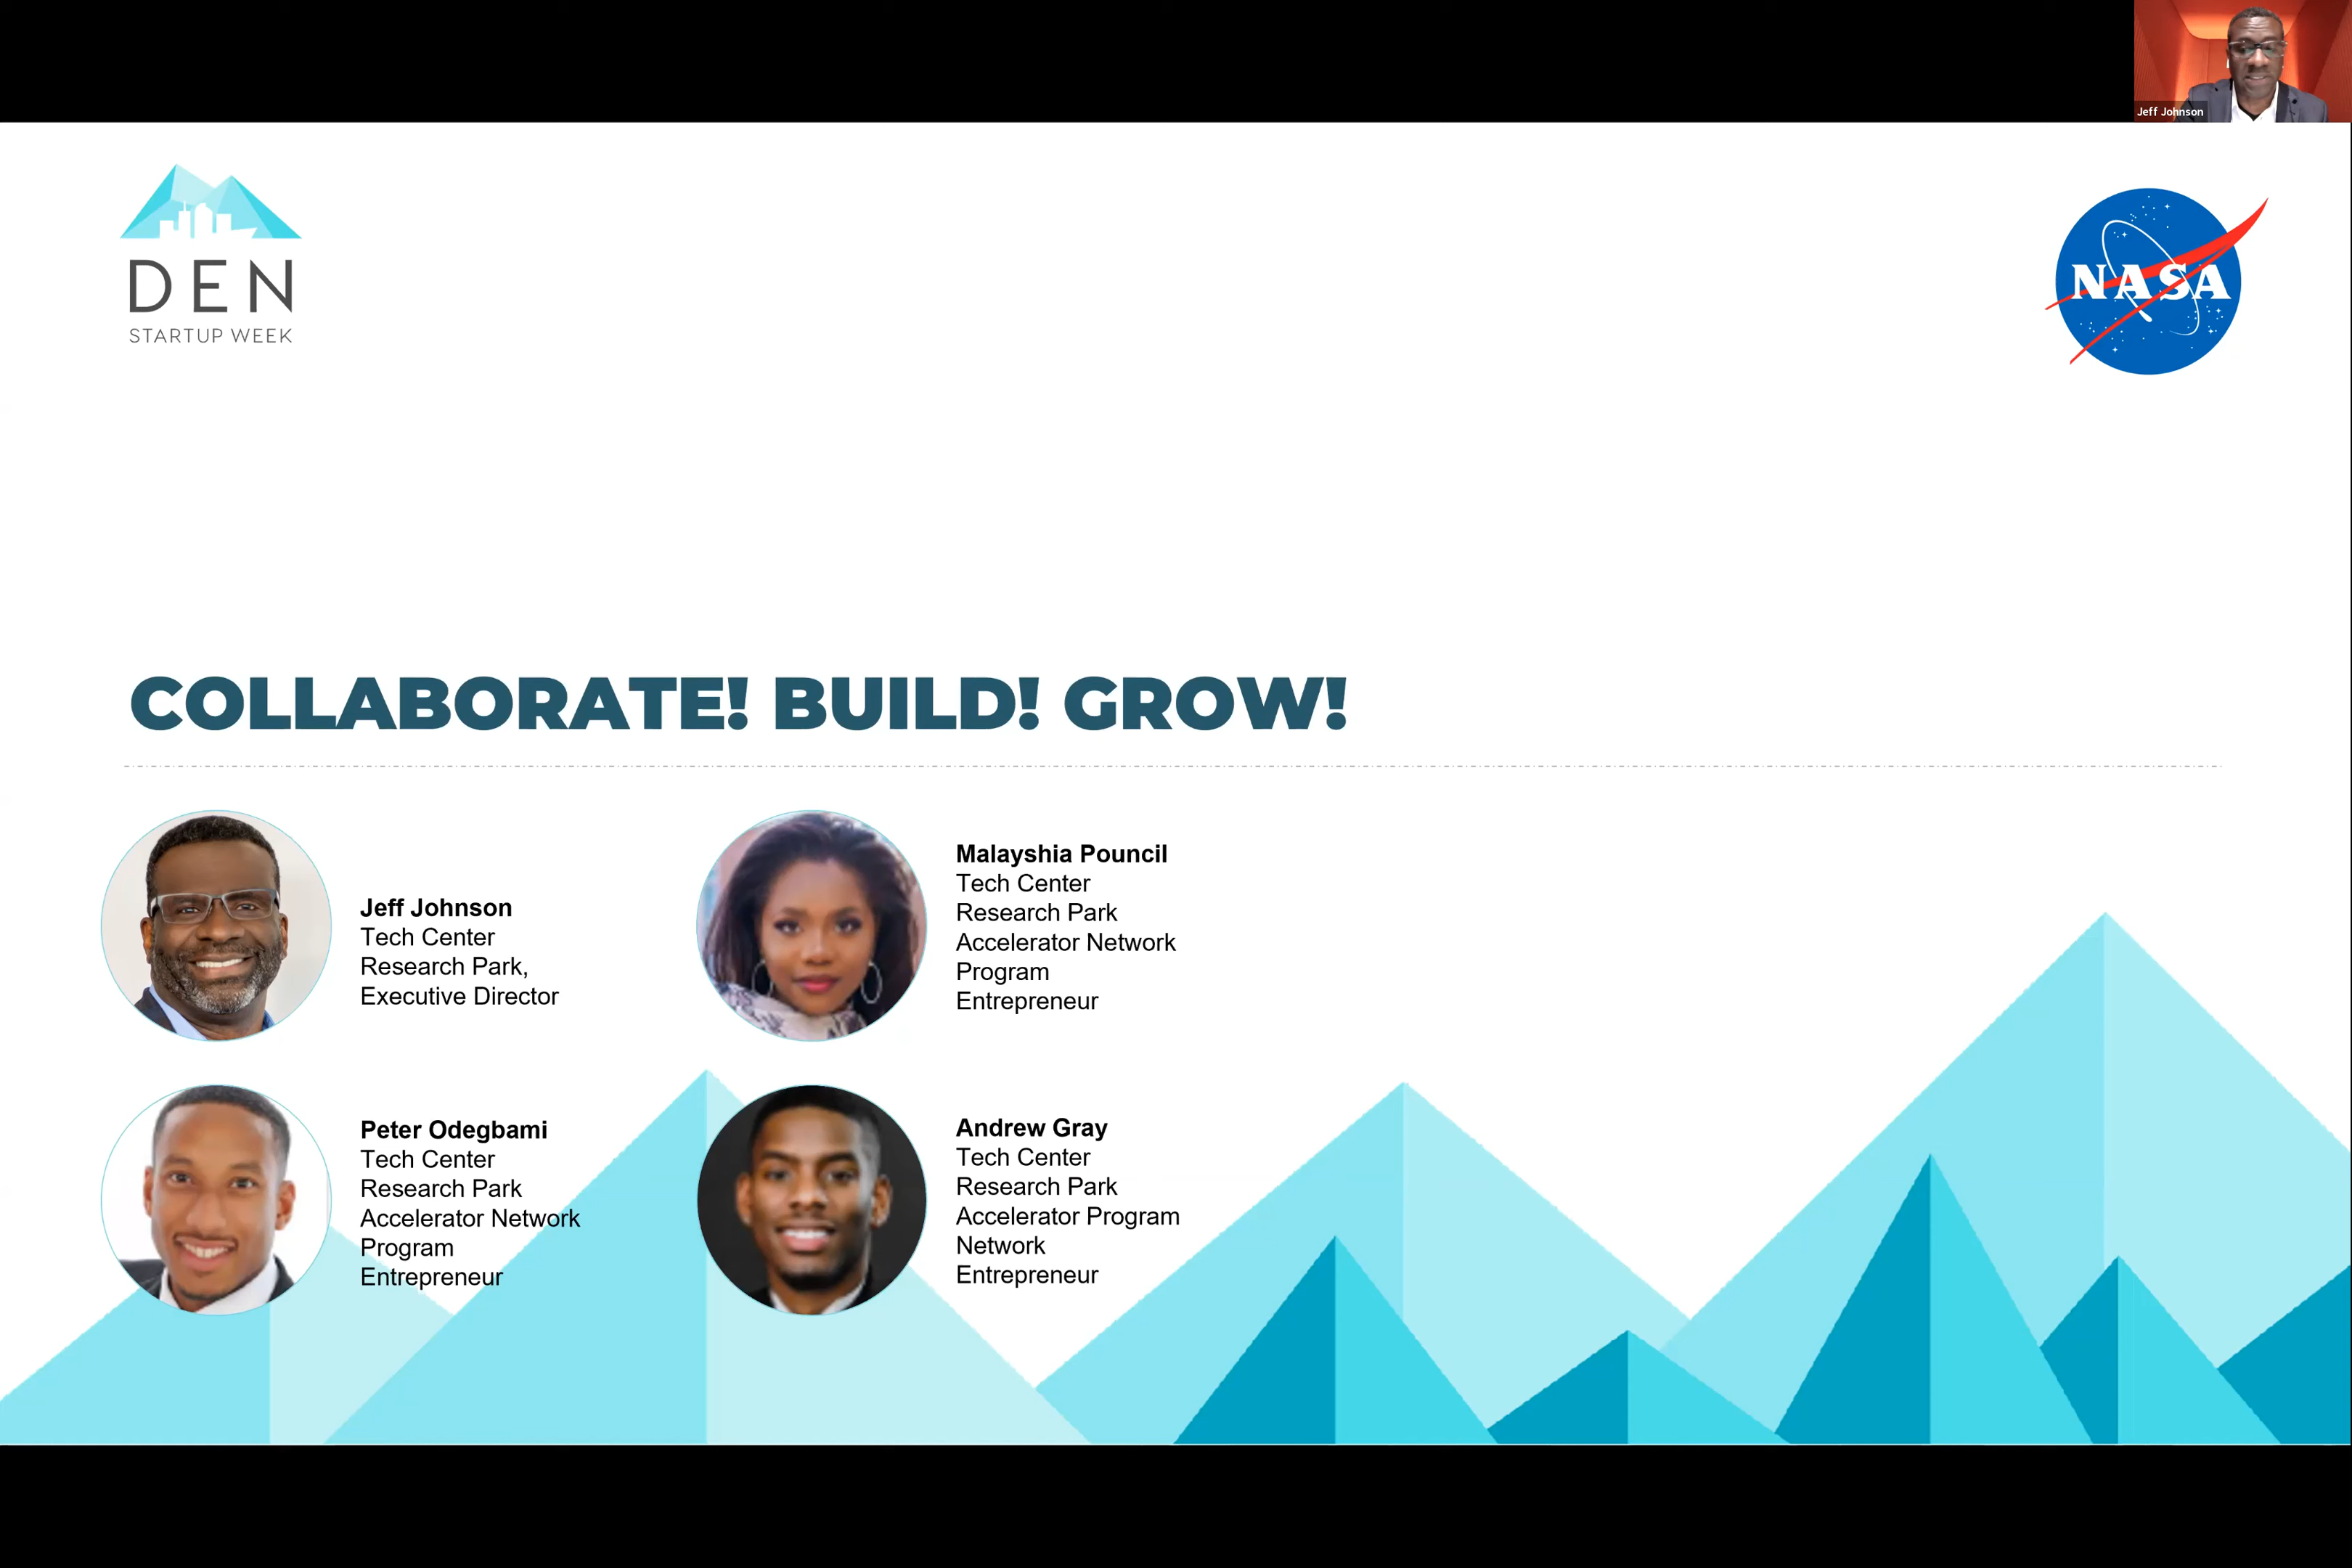 Jeff Johnson
DEN
STARTUP WEEK
NASA
COLLABORATE! BUILD! GROW!
Jeff Johnson
Tech Center
Research Park,
Executive Director
Malayshia Pouncil
Tech Center
Research Park
Accelerator Network
Program
Entrepreneur
Peter Odegbami
Tech Center
Research Park
Accelerator Network
Program
Entrepreneur
Andrew Gray
Tech Center
Research Park
Accelerator Program
Network
Entrepreneur